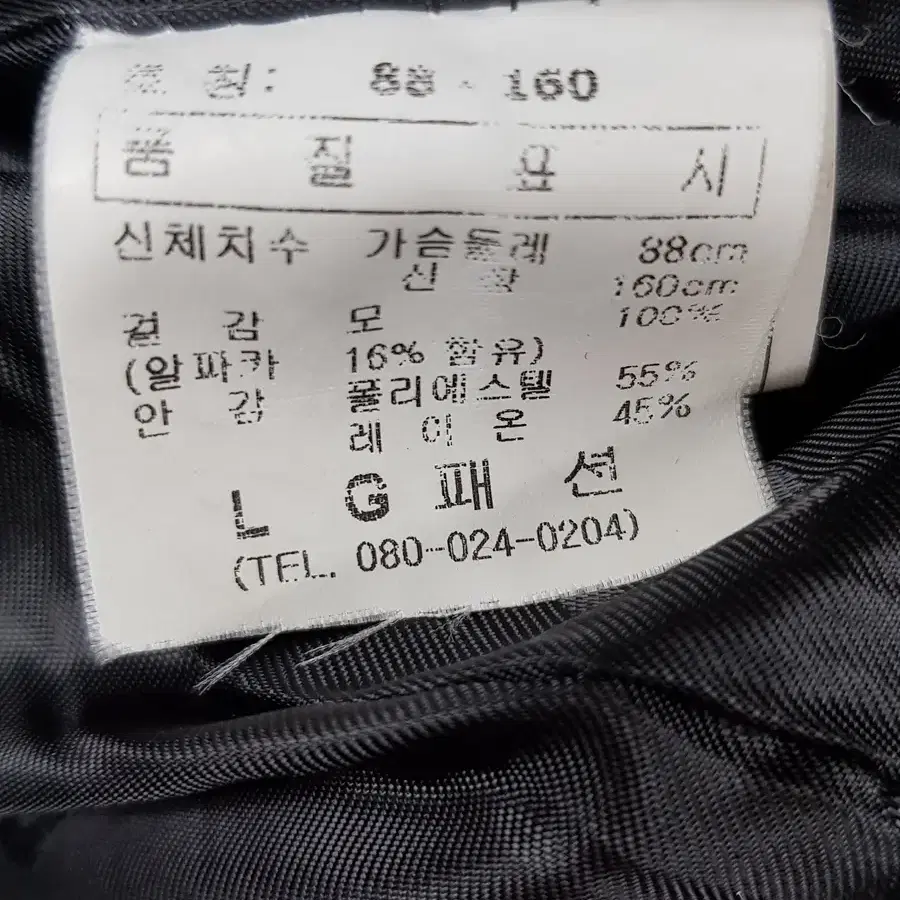 호 칭: 88 - 160
품 질 표 시
신체치수 가슴둘레 88cm
신 장 160cm
겉 감 모 100%
(알파카 16% 함유)
안 감 폴리에스텔 55%
레 이 온 45%
L G패 션
(TEL. 080-024-0204)